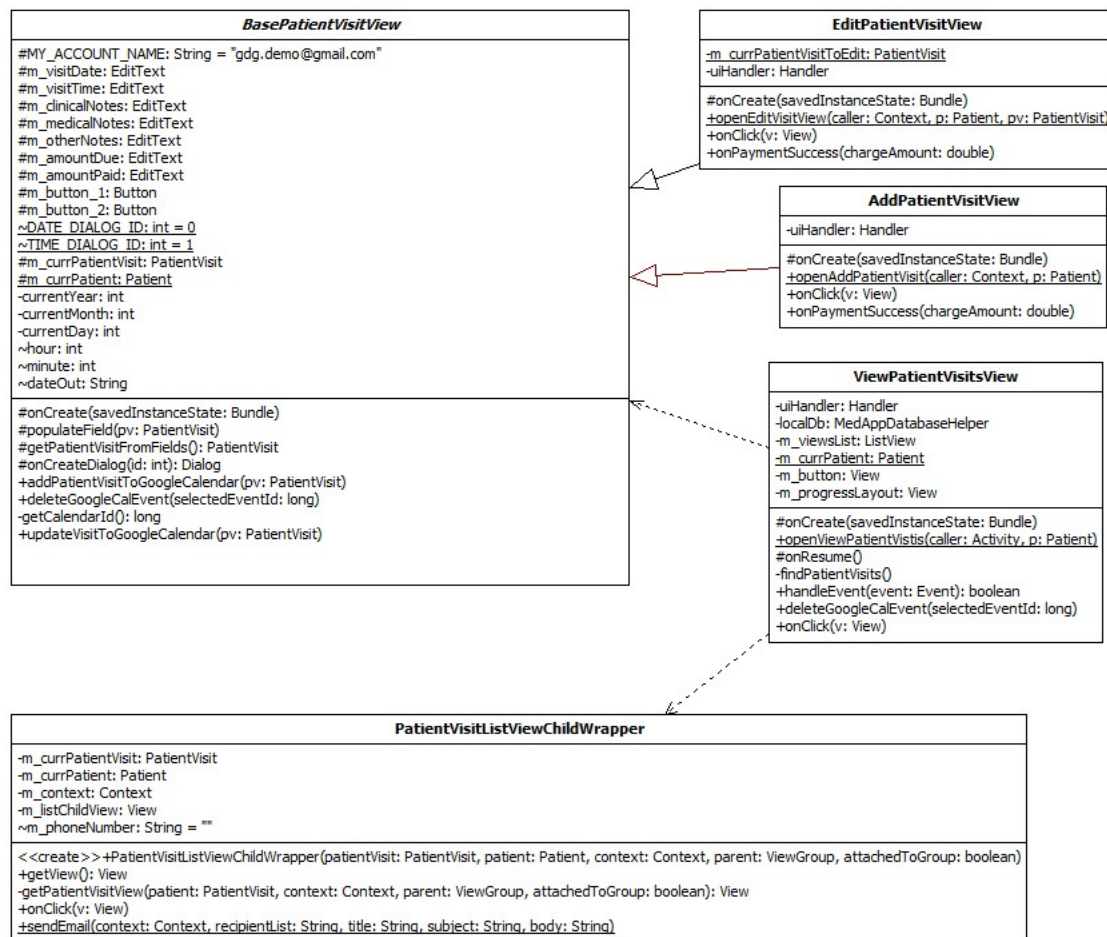 BasePatientVisitView
#MY_ACCOUNT_NAME: String = "gdg.demo@gmail.com"
#m_visitDate: EditText
#m_visitTime: EditText
#m_clinicalNotes: EditText
#m_medicalNotes: EditText
#m_otherNotes: EditText
#m_amountDue: EditText
#m_amountPaid: EditText
#m_button_1: Button
#m_button_2: Button
~DATE_DIALOG_ID: int = 0
~TIME_DIALOG_ID: int = 1
#m_currPatientVisit: PatientVisit
#m_currPatient: Patient
-currentYear: int
-currentMonth: int
-currentDay: int
~hour: int
~minute: int
~dateOut: String
#onCreate(savedInstanceState: Bundle)
#populateField(pv: PatientVisit)
#getPatientVisitFromFields(): PatientVisit
#onCreateDialog(id: int): Dialog
+addPatientVisitToGoogleCalendar(pv: PatientVisit)
+deleteGoogleCalEvent(selectedEventId: long)
-getCalendarId(): long
+updateVisitToGoogleCalendar(pv: PatientVisit)
EditPatientVisitView
-m_currPatientVisitToEdit: PatientVisit
-uiHandler: Handler
#onCreate(savedInstanceState: Bundle)
+openEditVisitView(caller: Context, p: Patient, pv: PatientVisit)
+onClick(v: View)
+onPaymentSuccess(chargeAmount: double)
AddPatientVisitView
-uiHandler: Handler
#onCreate(savedInstanceState: Bundle)
+openAddPatientVisit(caller: Context, p: Patient)
+onClick(v: View)
+onPaymentSuccess(chargeAmount: double)
ViewPatientVisitsView
-uiHandler: Handler
-localDb: MedAppDatabaseHelper
-m_viewsList: ListView
-m_currPatient: Patient
-m_button: View
-m_progressLayout: View
#onCreate(savedInstanceState: Bundle)
+openViewPatientVistis(caller: Activity, p: Patient)
#onResume()
-findPatientVisits()
+handleEvent(event: Event): boolean
+deleteGoogleCalEvent(selectedEventId: long)
+onClick(v: View)
PatientVisitListViewChildWrapper
-m_currPatientVisit: PatientVisit
-m_currPatient: Patient
-m_context: Context
-m_listChildView: View
~m_phoneNumber: String = ""
<<create>>+PatientVisitListViewChildWrapper(patientVisit: PatientVisit, patient: Patient, context: Context, parent: ViewGroup, attachedToGroup: boolean)
+getView(): View
-getPatientVisitView(patient: PatientVisit, context: Context, parent: ViewGroup, attachedToGroup: boolean): View
+onClick(v: View)
+sendEmail(context: Context, recipientList: String, title: String, subject: String, body: String)